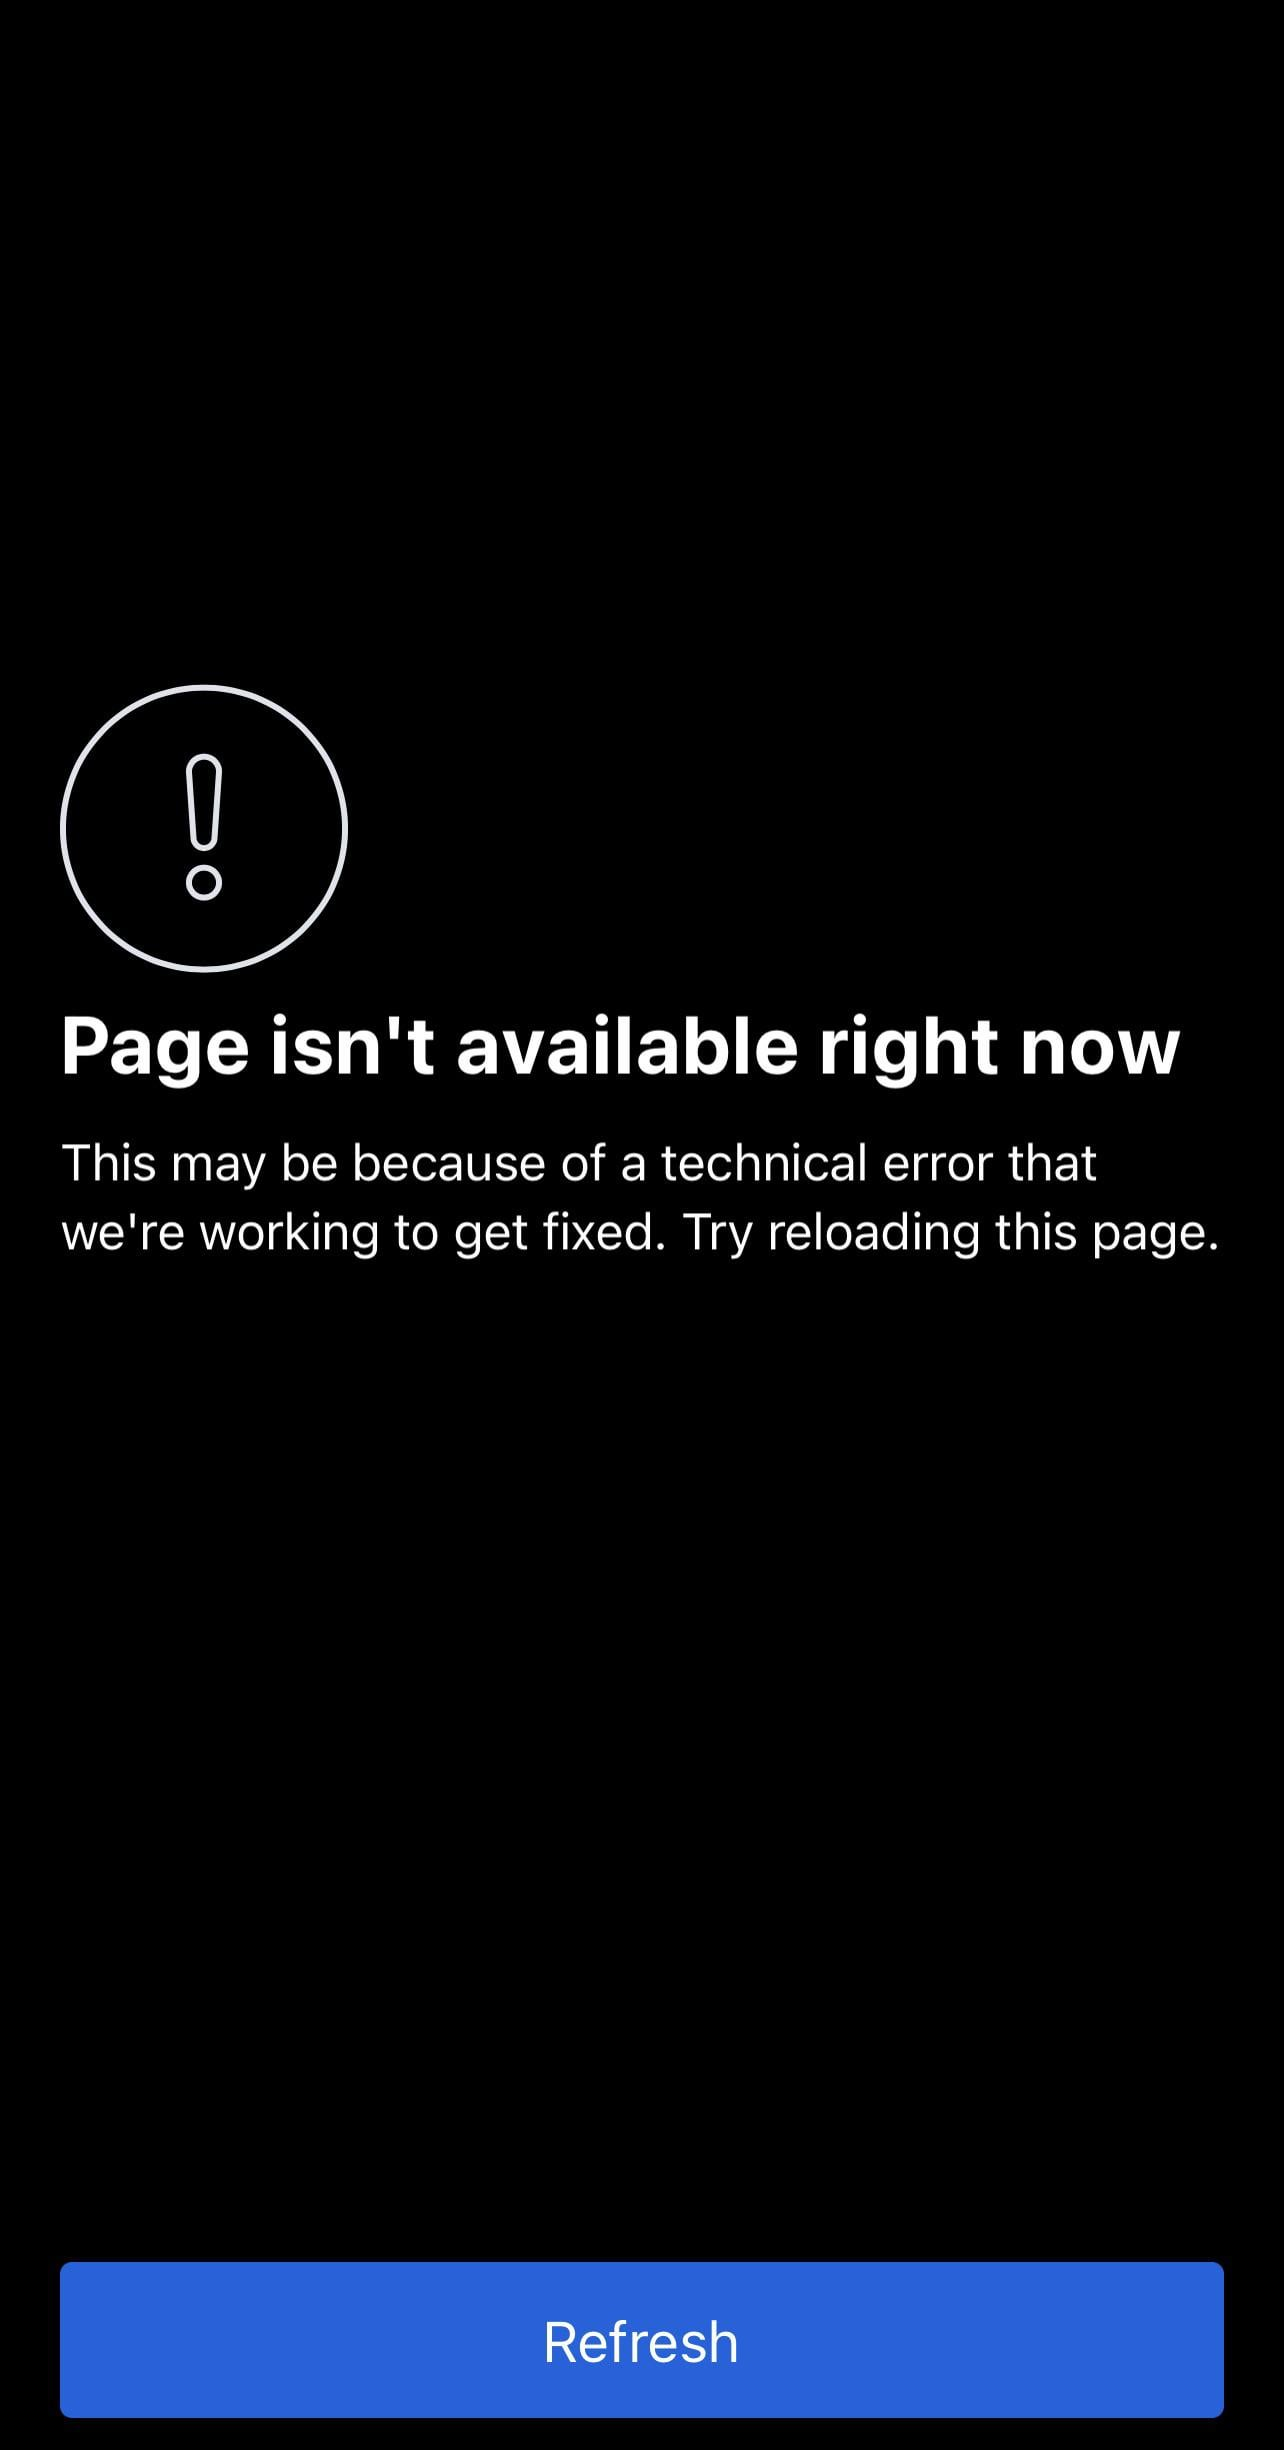 Page isn't available right now
This may be because of a technical error that
we're working to get fixed. Try reloading this page.
Refresh